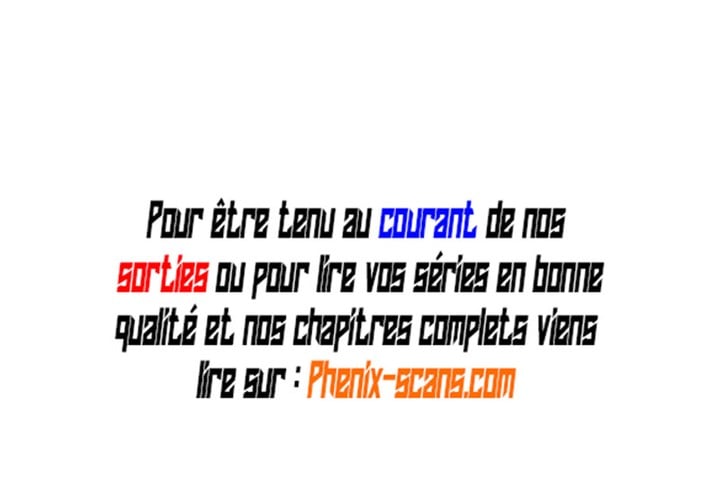 Pour être tenu au courant de nos
sorties ou pour lire vos séries en bonne
qualité et nos chapitres complets viens
lire sur : Phenix-scans.com